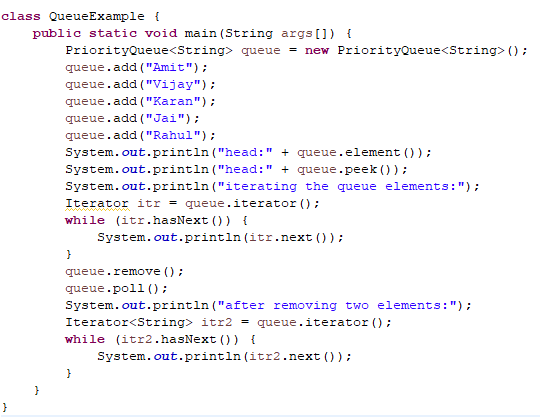 class QueueExample {
    public static void main(String args[]) {
        PriorityQueue<String> queue = new PriorityQueue<String>();
        queue.add("Amit");
        queue.add("Vijay");
        queue.add("Karan");
        queue.add("Jai");
        queue.add("Rahul");
        System.out.println("head:" + queue.element());
        System.out.println("head:" + queue.peek());
        System.out.println("iterating the queue elements:");
        Iterator itr = queue.iterator();
        while (itr.hasNext()) {
            System.out.println(itr.next());
        }
        queue.remove();
        queue.poll();
        System.out.println("after removing two elements:");
        Iterator<String> itr2 = queue.iterator();
        while (itr2.hasNext()) {
            System.out.println(itr2.next());
        }
    }
}